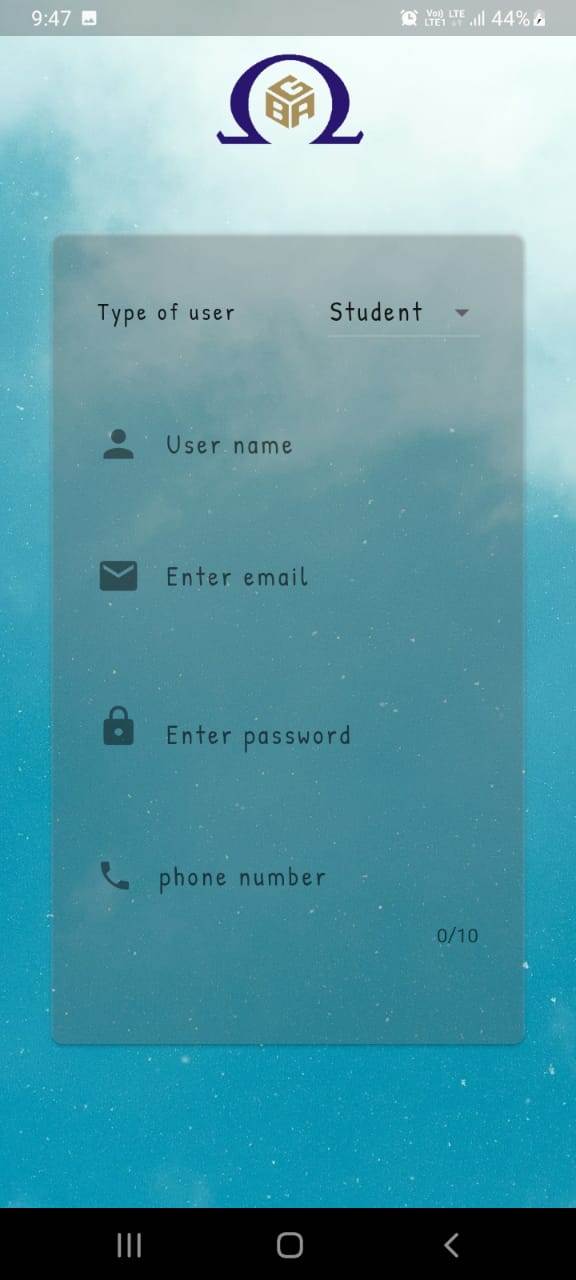 9:47 Vo) LTE LTE1 44%
G
BA
Type of user Student
User name
Enter email
Enter password
phone number
0/10